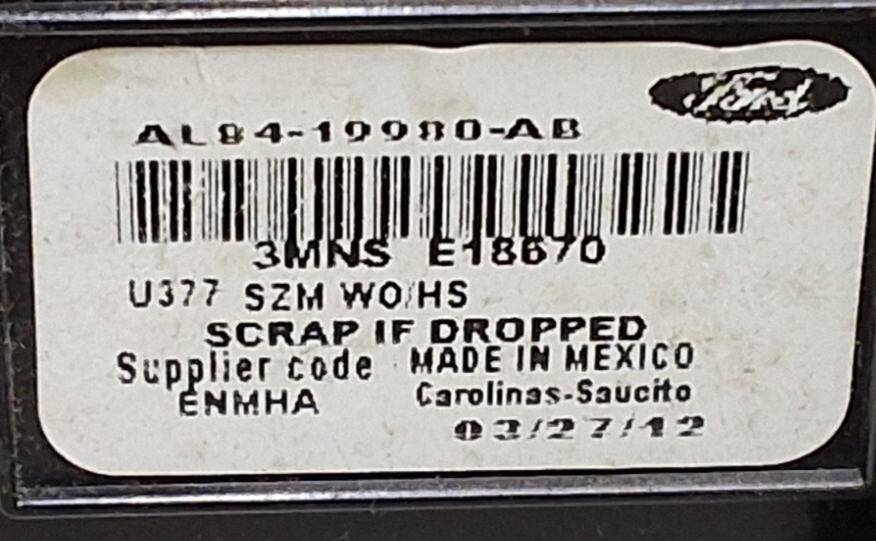 Ford
AL84-19980-AB
3MNS E18670
U377 SZM WO/HS
SCRAP IF DROPPED
Supplier code MADE IN MEXICO
ENMHA Carolinas-Saucito
03/27/12